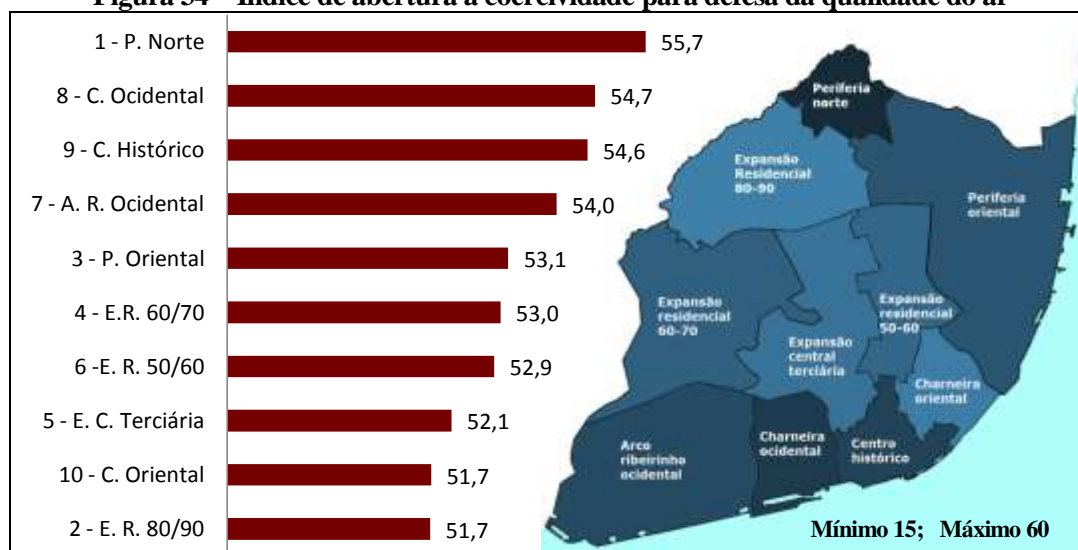 Figura 54 – Índice de abertura à coercividade para defesa da qualidade do ar
1 - P. Norte 55,7
8 - C. Ocidental 54,7
9 - C. Histórico 54,6
7 - A. R. Ocidental 54,0
3 - P. Oriental 53,1
4 - E.R. 60/70 53,0
6 -E. R. 50/60 52,9
5 - E. C. Terciária 52,1
10 - C. Oriental 51,7
2 - E. R. 80/90 51,7
Periferia
norte
Expansão
Residencial
80-90
Periferia
oriental
Expansão
residencial
60-70
Expansão
residencial
50-60
Expansão
central
terciária
Charneira
oriental
Arco
ribeirinho
ocidental
Charneira
ocidental
Centro
histórico
Mínimo 15; Máximo 60